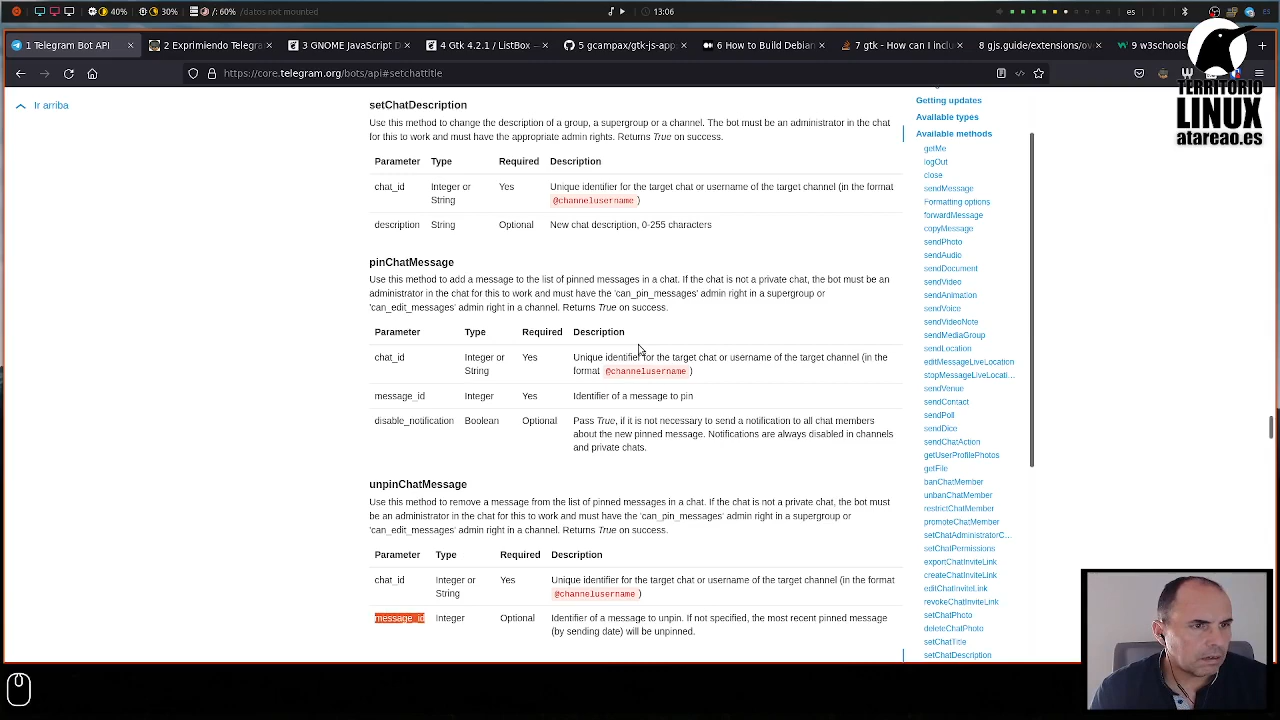 40% 30% /: 60% /datos not mounted
13:06
es ES
1 Telegram Bot API
2 Exprimiendo Telegra
3 GNOME JavaScript D
4 Gtk 4.2.1 / ListBox —
5 gcampax/gtk-js-app
6 How to Build Debian
7 gtk - How can I inclu
8 gjs.guide/extensions/ov
9 w3schools
https://core.telegram.org/bots/api#setchattitle
TERRITORIO
LINUX
atareao.es
Ir arriba
setChatDescription
Use this method to change the description of a group, a supergroup or a channel. The bot must be an administrator in the chat
for this to work and must have the appropriate admin rights. Returns True on success.
Parameter Type Required Description
chat_id Integer or Yes Unique identifier for the target chat or username of the target channel (in the format
String @channelusername )
description String Optional New chat description, 0-255 characters
pinChatMessage
Use this method to add a message to the list of pinned messages in a chat. If the chat is not a private chat, the bot must be an
administrator in the chat for this to work and must have the 'can_pin_messages' admin right in a supergroup or
'can_edit_messages' admin right in a channel. Returns True on success.
Parameter Type Required Description
chat_id Integer or Yes Unique identifier for the target chat or username of the target channel (in the
String format @channelusername )
message_id Integer Yes Identifier of a message to pin
disable_notification Boolean Optional Pass True, if it is not necessary to send a notification to all chat members
about the new pinned message. Notifications are always disabled in channels
and private chats.
unpinChatMessage
Use this method to remove a message from the list of pinned messages in a chat. If the chat is not a private chat, the bot must
be an administrator in the chat for this to work and must have the 'can_pin_messages' admin right in a supergroup or
'can_edit_messages' admin right in a channel. Returns True on success.
Parameter Type Required Description
chat_id Integer or Yes Unique identifier for the target chat or username of the target channel (in the format
String @channelusername )
message_id Integer Optional Identifier of a message to unpin. If not specified, the most recent pinned message
(by sending date) will be unpinned.
Getting updates
Available types
Available methods
getMe
logOut
close
sendMessage
Formatting options
forwardMessage
copyMessage
sendPhoto
sendAudio
sendDocument
sendVideo
sendAnimation
sendVoice
sendVideoNote
sendMediaGroup
sendLocation
editMessageLiveLocation
stopMessageLiveLocati...
sendVenue
sendContact
sendPoll
sendDice
sendChatAction
getUserProfilePhotos
getFile
banChatMember
unbanChatMember
restrictChatMember
promoteChatMember
setChatAdministratorC...
setChatPermissions
exportChatInviteLink
createChatInviteLink
editChatInviteLink
revokeChatInviteLink
setChatPhoto
deleteChatPhoto
setChatTitle
setChatDescription